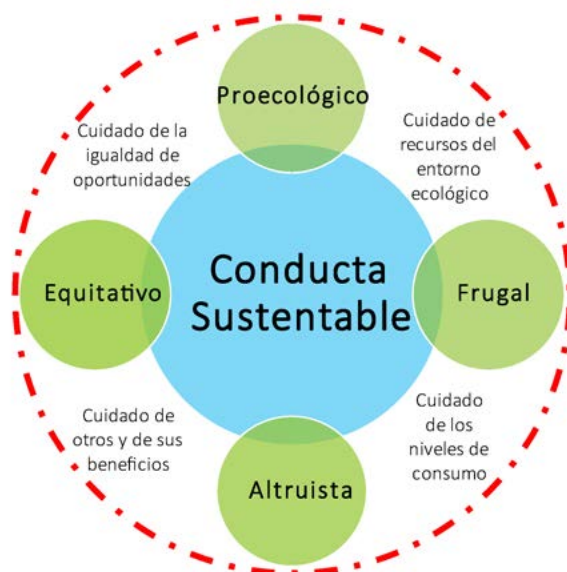 Proecológico
Cuidado de la
igualdad de
oportunidades
Cuidado de
recursos del
entorno
ecológico
Equitativo
Conducta
Sustentable
Frugal
Cuidado de
otros y de sus
beneficios
Cuidado
de los
niveles de
consumo
Altruista